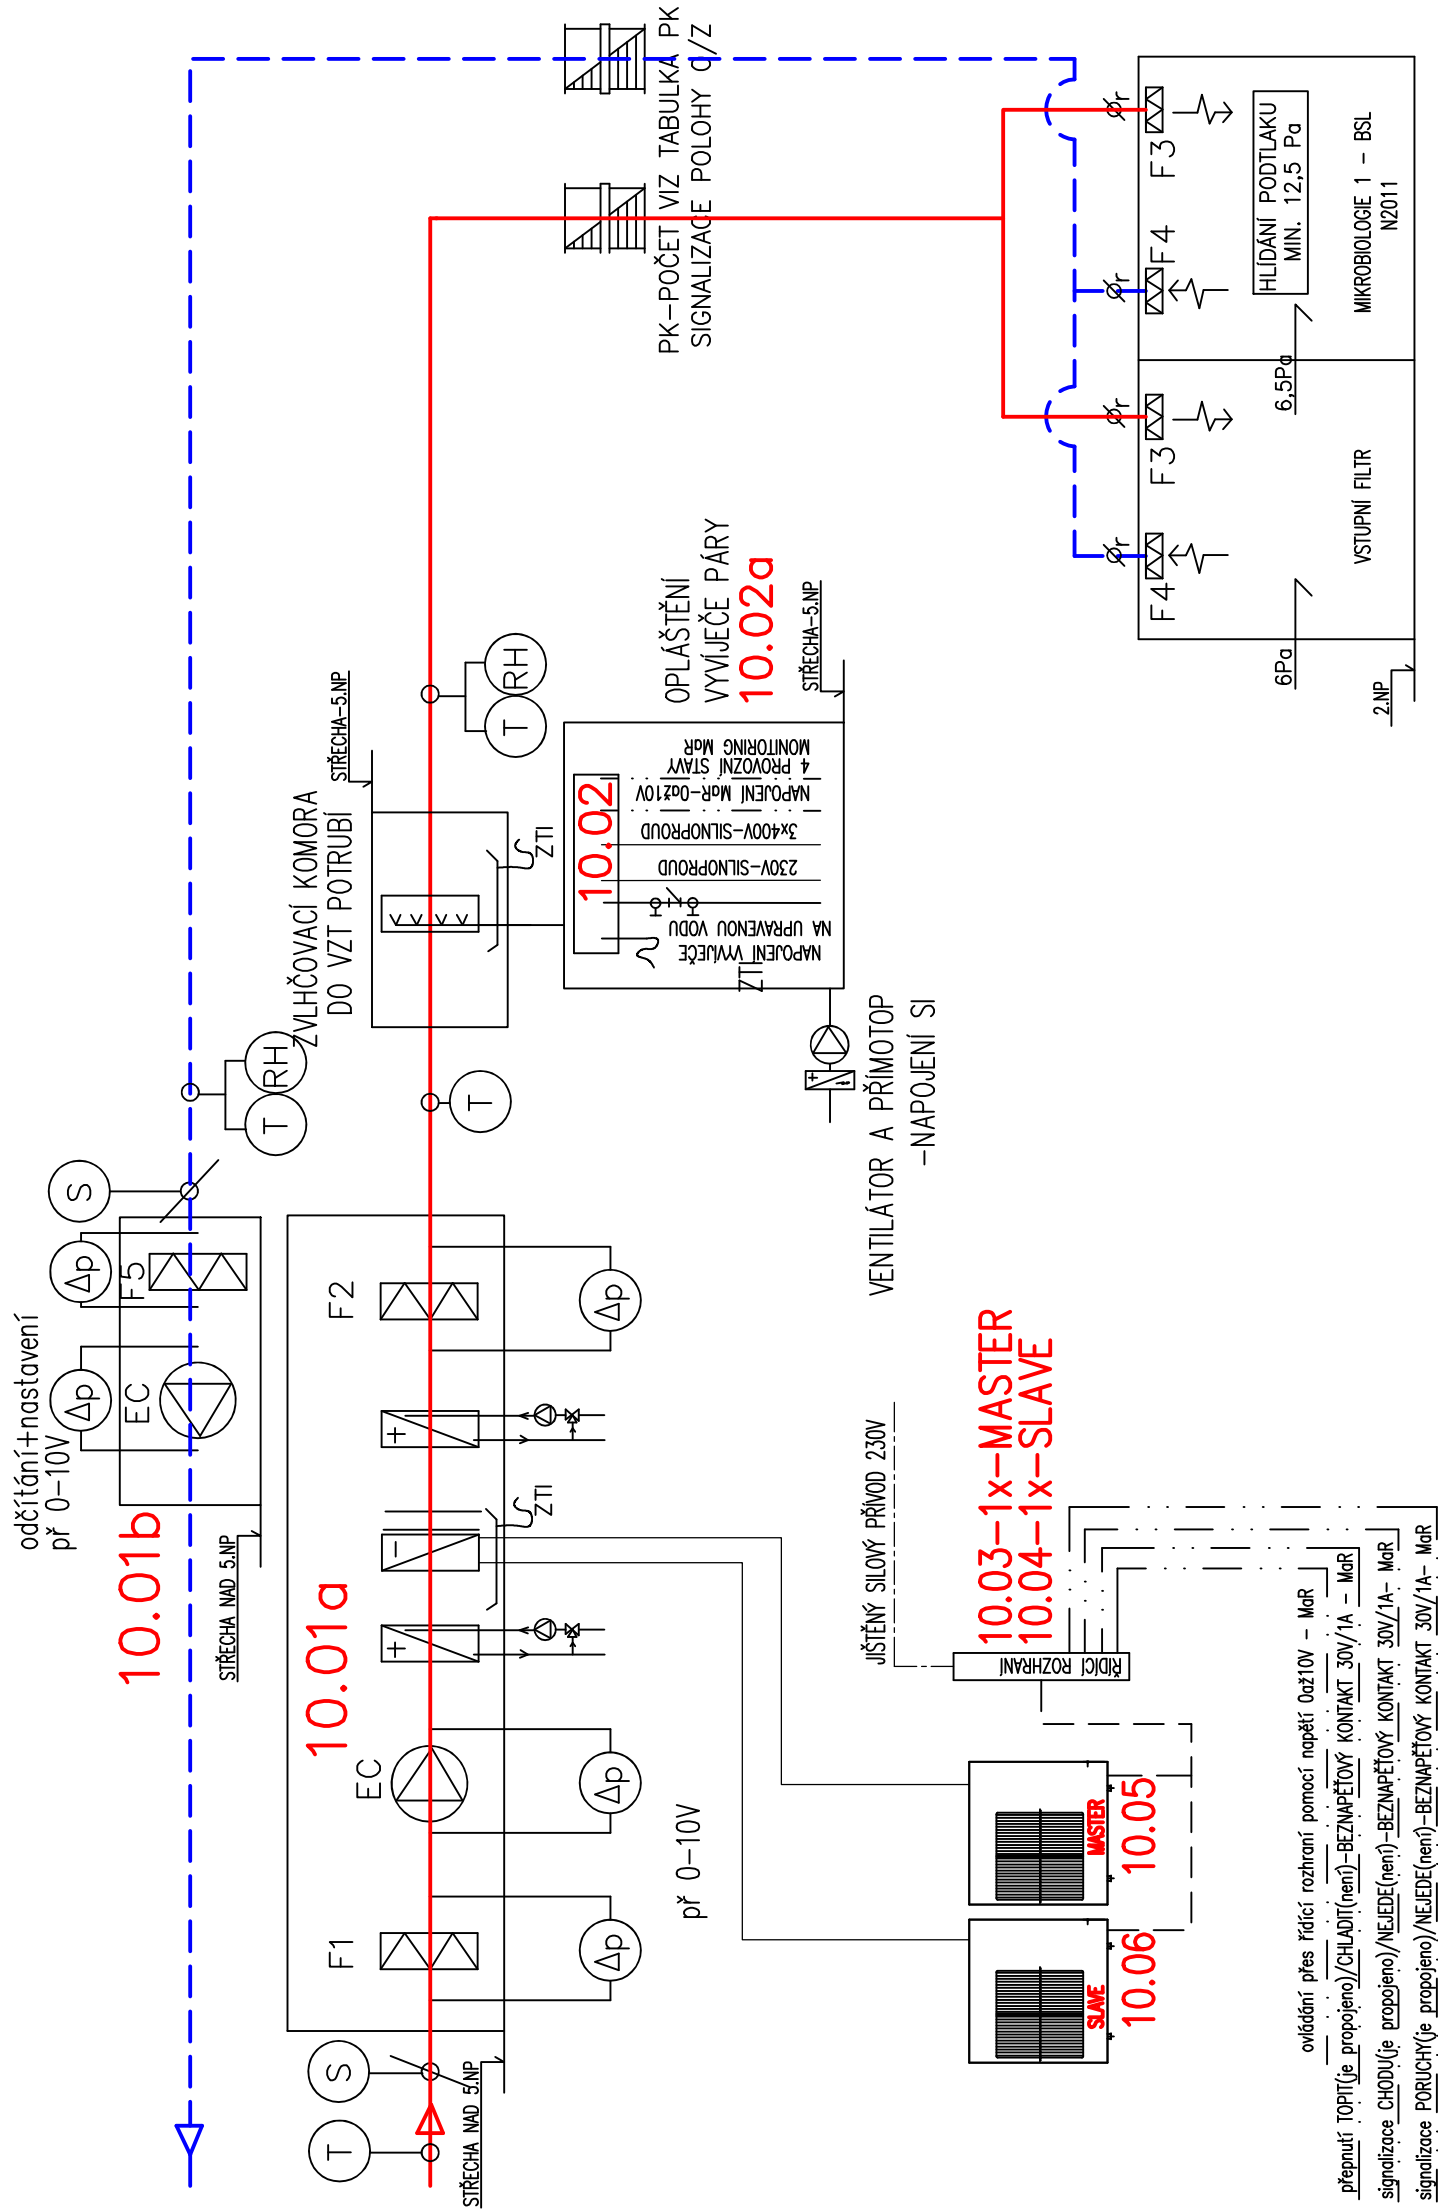 odčítání+nastavení
př 0-10V
10.01b
EC
Δp
Δp
F5
S
STŘECHA NAD 5.NP
T
RH
ZVLHČOVACÍ KOMORA
DO VZT POTRUBÍ
STŘECHA-5.NP
PK-POČET VIZ TABULKA PK
SIGNALIZACE POLOHY O/Z
10.01a
T
S
STŘECHA NAD 5.NP
F1
Δp
EC
Δp
př 0-10V
+
-
ZTI
+
F2
Δp
T
ZTI
T
RH
10.02
NAPOJENÍ VYVÍJEČE
NA UPRAVENOU VODU
ZTI
230V-SILNOPROUD
3x400V-SILNOPROUD
NAPOJENÍ MaR-0až10V
4 PROVOZNÍ STAVY
MONITORING MaR
OPLÁŠTĚNÍ
VYVÍJEČE PÁRY
10.02a
STŘECHA-5.NP
VENTILÁTOR A PŘÍMOTOP
-NAPOJENÍ SI
JIŠTĚNÝ SILOVÝ PŘÍVOD 230V
10.03-1x-MASTER
10.04-1x-SLAVE
ŘÍDÍCÍ ROZHRANÍ
SLAVE
10.06
MASTER
10.05
ovládání přes řídící rozhraní pomocí napětí 0až10V - MaR
přepnutí TOPIT(je propojeno)/CHLADIT(není)-BEZNAPĚŤOVÝ KONTAKT 30V/1A - MaR
signalizace CHODU(je propojeno)/NEJEDE(není)-BEZNAPĚŤOVÝ KONTAKT 30V/1A- MaR
signalizace PORUCHY(je propojeno)/NEJEDE(není)-BEZNAPĚŤOVÝ KONTAKT 30V/1A- MaR
F4
r
F3
r
F4
r
F3
r
6Pa
6,5Pa
VSTUPNÍ FILTR
HLÍDÁNÍ PODTLAKU
MIN. 12,5 Pa
MIKROBIOLOGIE 1 - BSL
N2011
2.NP